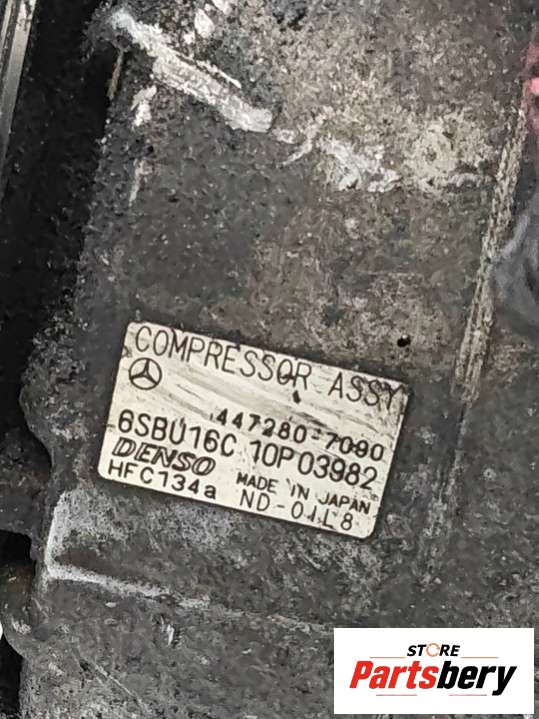 COMPRESSOR ASSY
447280-7090
6SBU16C 10P03982
DENSO MADE IN JAPAN
HFC134a ND-OIL8
STORE
Partsbery